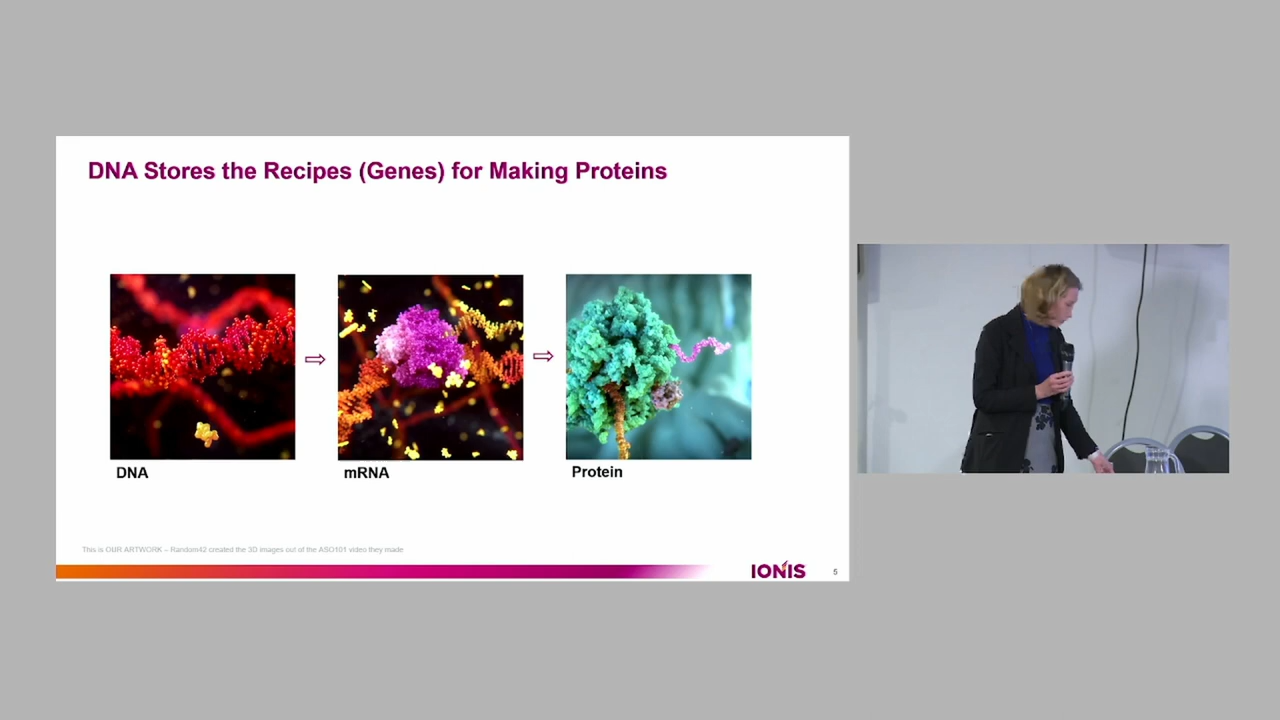 DNA Stores the Recipes (Genes) for Making Proteins
DNA
mRNA
Protein
This is OUR ARTWORK – Random42 created the 3D images out of the ASO101 video they made
IONIS
5